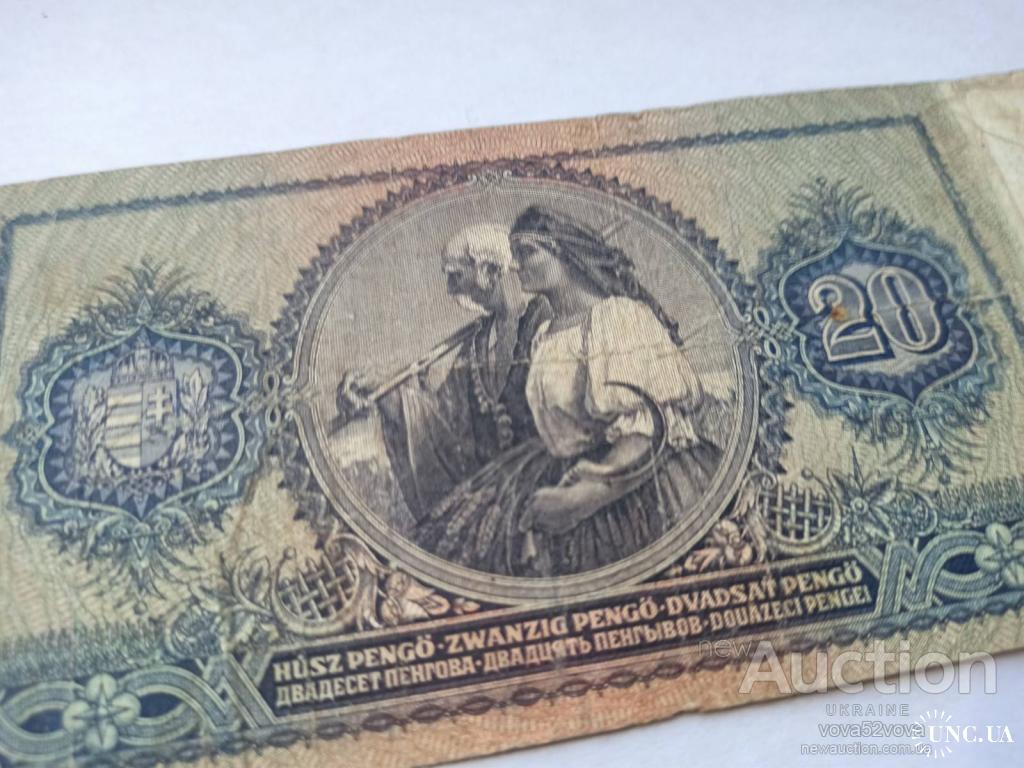 20
HÚSZ PENGŐ · ZWANZIG PENGŐ · DVADSAT PENGŐ
ДВАДЕСЕТ ПЕНГОВА · ДВАДЦЯТЬ ПЕНГЫВОВ · DOUĂZECI PENGEI
newAuction
UKRAINE
vova52vova
newauction.com.ua
UNC.UA